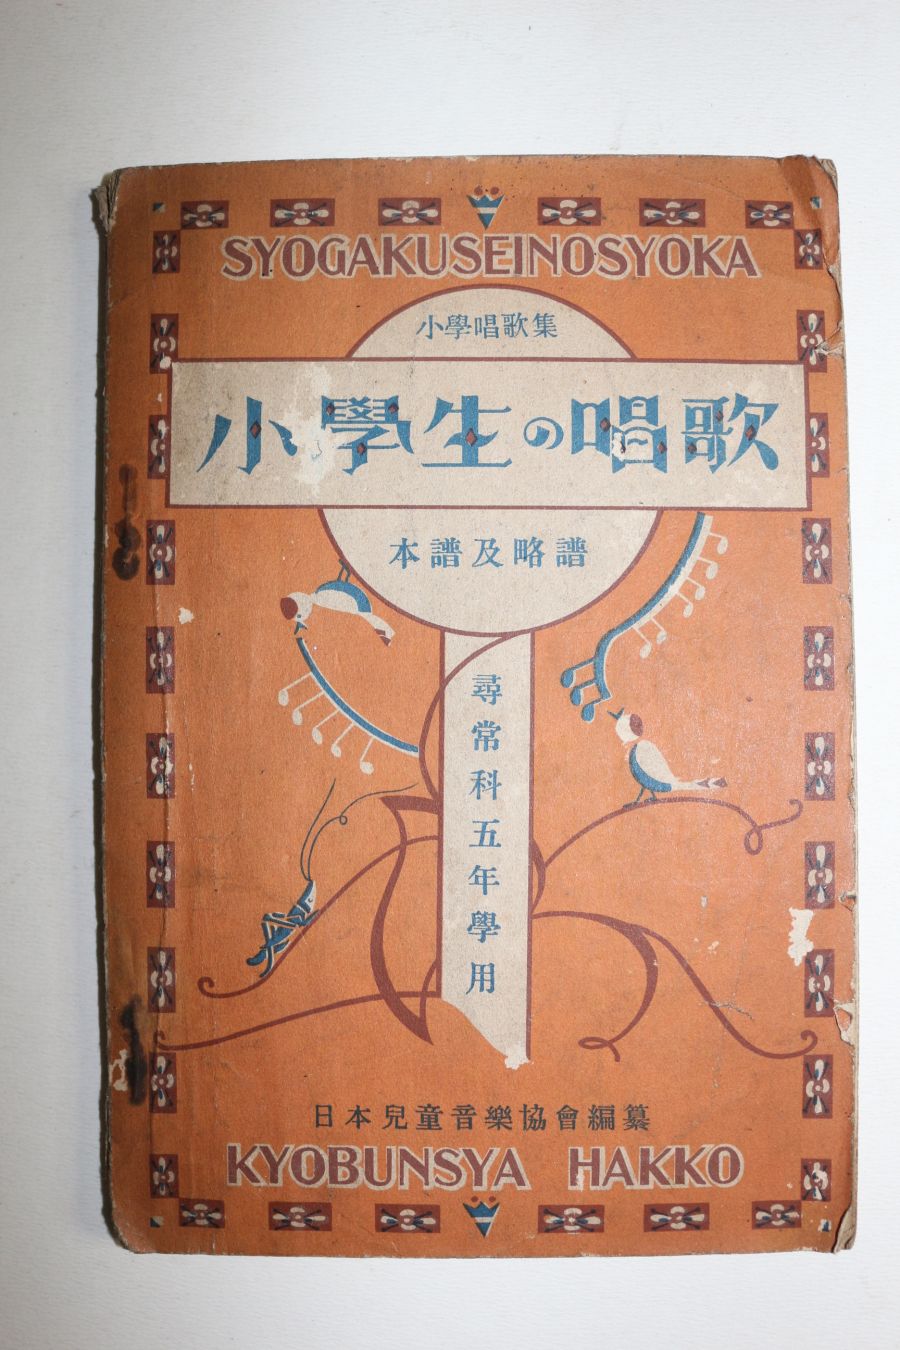 SYOGAKUSEINOSYOKA
小學唱歌集
小學生の唱歌
本譜及略譜
尋常科五年學用
日本兒童音樂協會編纂
KYOBUNSYA HAKKO